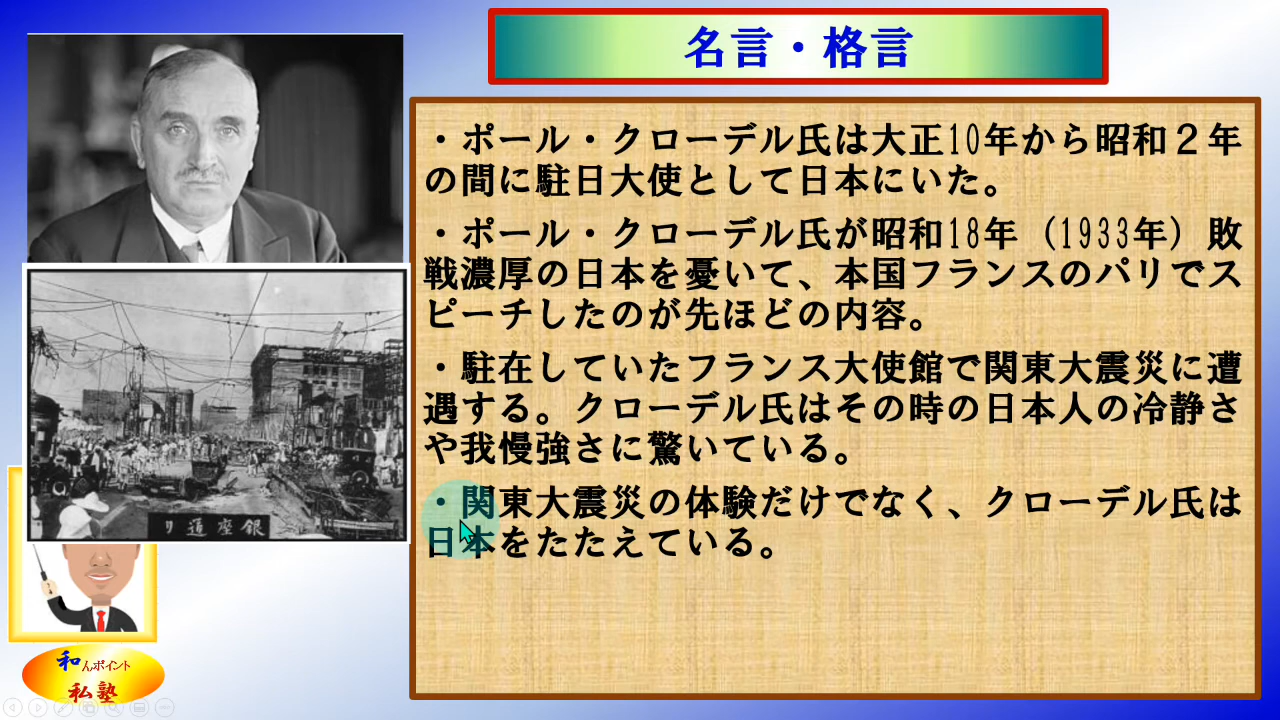 名言・格言
・ポール・クローデル氏は大正10年から昭和２年
の間に駐日大使として日本にいた。
・ポール・クローデル氏が昭和18年（1933年）敗
戦濃厚の日本を憂いて、本国フランスのパリでス
ピーチしたのが先ほどの内容。
・駐在していたフランス大使館で関東大震災に遭
遇する。クローデル氏はその時の日本人の冷静さ
や我慢強さに驚いている。
・関東大震災の体験だけでなく、クローデル氏は
日本をたたえている。
り道座銀
和んポイント
私塾